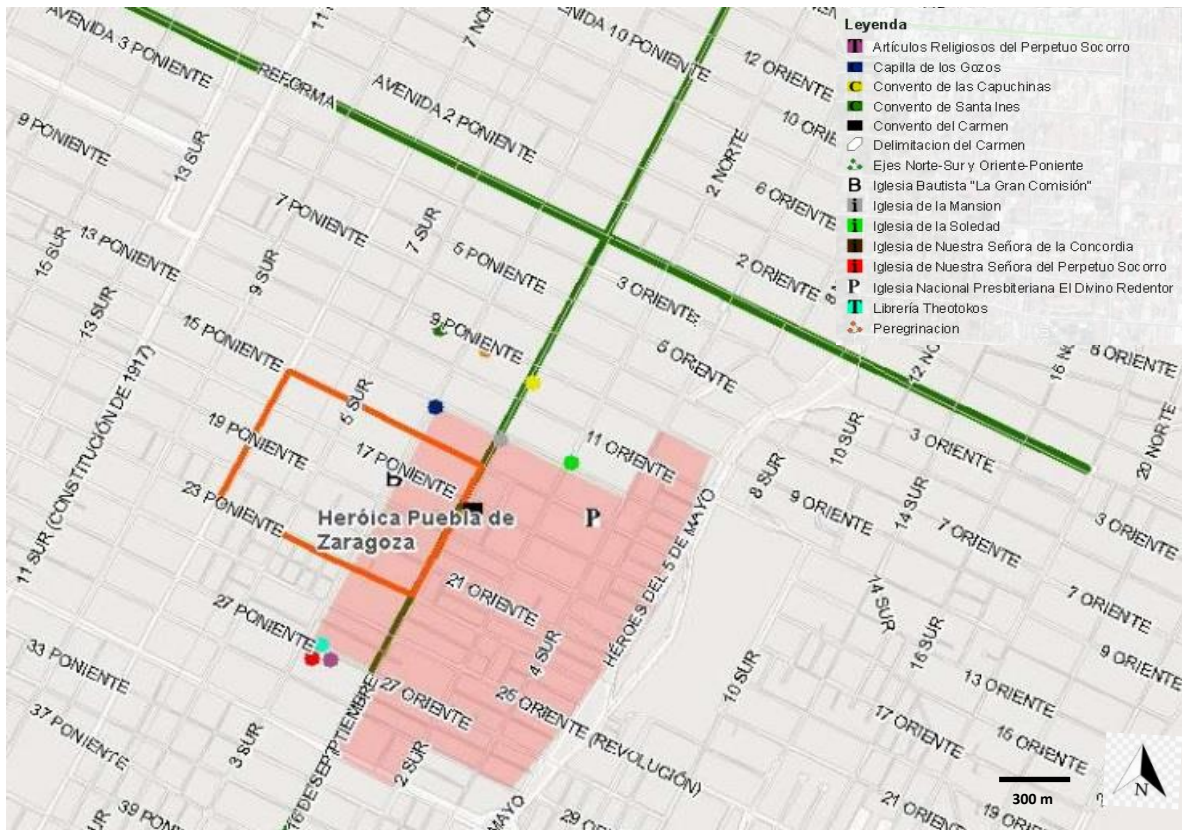 Leyenda
T Artículos Religiosos del Perpetuo Socorro
C Capilla de los Gozos
C Convento de las Capuchinas
C Convento de Santa Ines
Convento del Carmen
Delimitacion del Carmen
Ejes Norte-Sur y Oriente-Poniente
B Iglesia Bautista "La Gran Comisión"
i Iglesia de la Mansion
i Iglesia de la Soledad
Iglesia de Nuestra Señora de la Concordia
i Iglesia de Nuestra Señora del Perpetuo Socorro
P Iglesia Nacional Presbiteriana El Divino Redentor
T Librería Theotokos
Peregrinacion
AVENIDA 3 PONIENTE
REFORMA
AVENIDA 2 PONIENTE
AVENIDA 10 PONIENTE
12 ORIENTE
2 NORTE
6 ORIENTE
2 ORIENTE
3 ORIENTE
5 ORIENTE
9 PONIENTE
13 SUR
7 PONIENTE
7 SUR
5 PONIENTE
9 PONIENTE
15 SUR
13 PONIENTE
9 SUR
13 SUR
15 PONIENTE
5 SUR
19 PONIENTE
17 PONIENTE
B
11 ORIENTE
P
23 PONIENTE
Heróica Puebla de
Zaragoza
11 SUR (CONSTITUCIÓN DE 1917)
21 ORIENTE
4 SUR
HÉROES DEL 5 DE MAYO
27 PONIENTE
33 PONIENTE
37 PONIENTE
39 PONIENTE
3 SUR
16 DE SEPTIEMBRE
27 ORIENTE
2 SUR
25 ORIENTE (REVOLUCIÓN)
MAYO
10 SUR
8 SUR
10 SUR
9 ORIENTE
14 SUR
7 ORIENTE
3 ORIENTE
20 NORTE
3 ORIENTE
7 ORIENTE
9 ORIENTE
14 SUR
16 SUR
13 ORIENTE
15 ORIENTE
17 ORIENTE
21 ORIENTE
19 ORIENTE
300 m
N